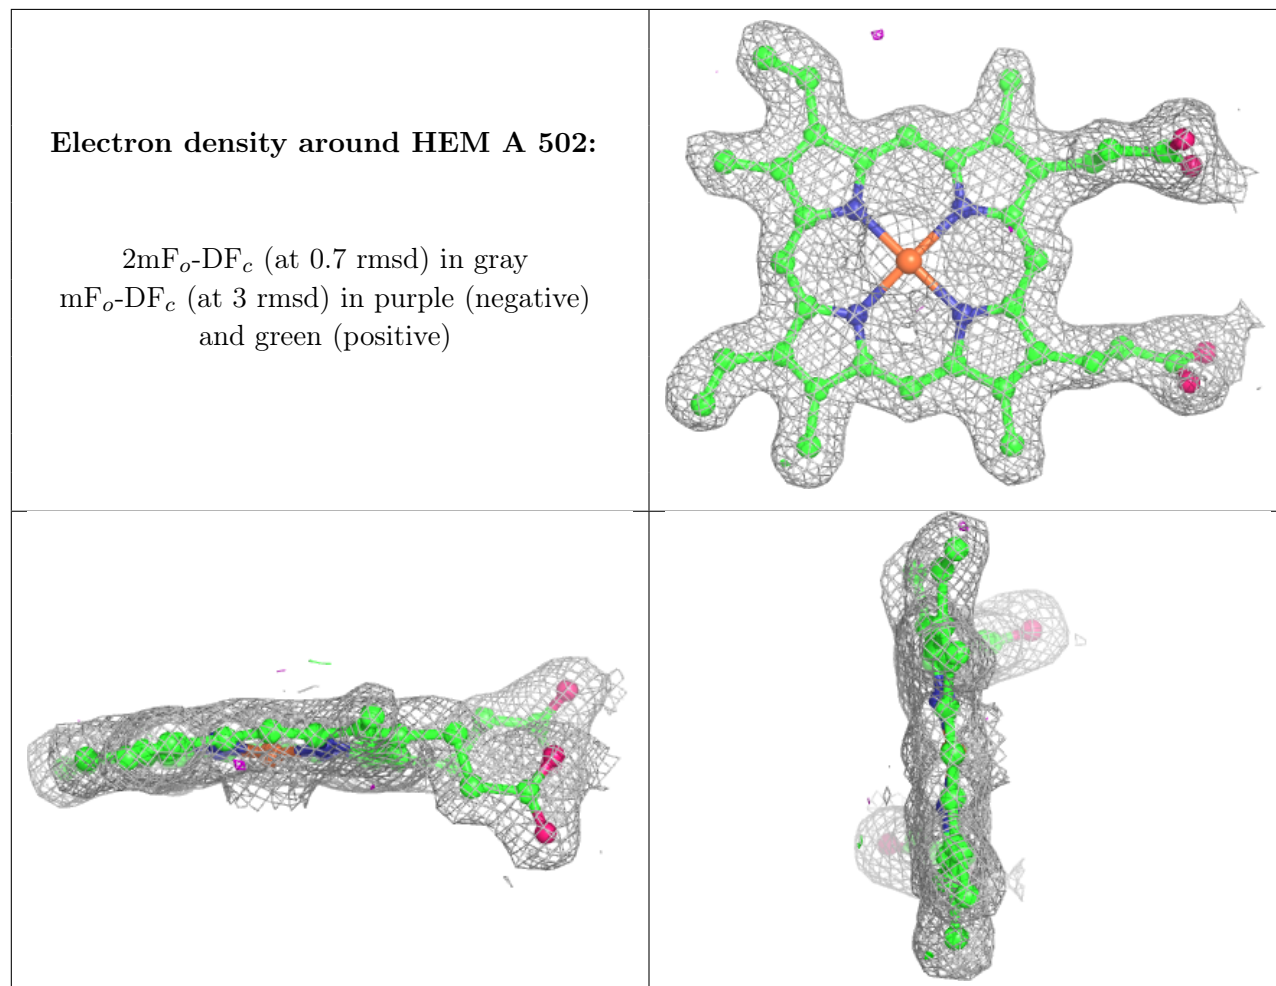 Electron density around HEM A 502:
2mFₒ-DF𝒸 (at 0.7 rmsd) in gray
mFₒ-DF𝒸 (at 3 rmsd) in purple (negative)
and green (positive)